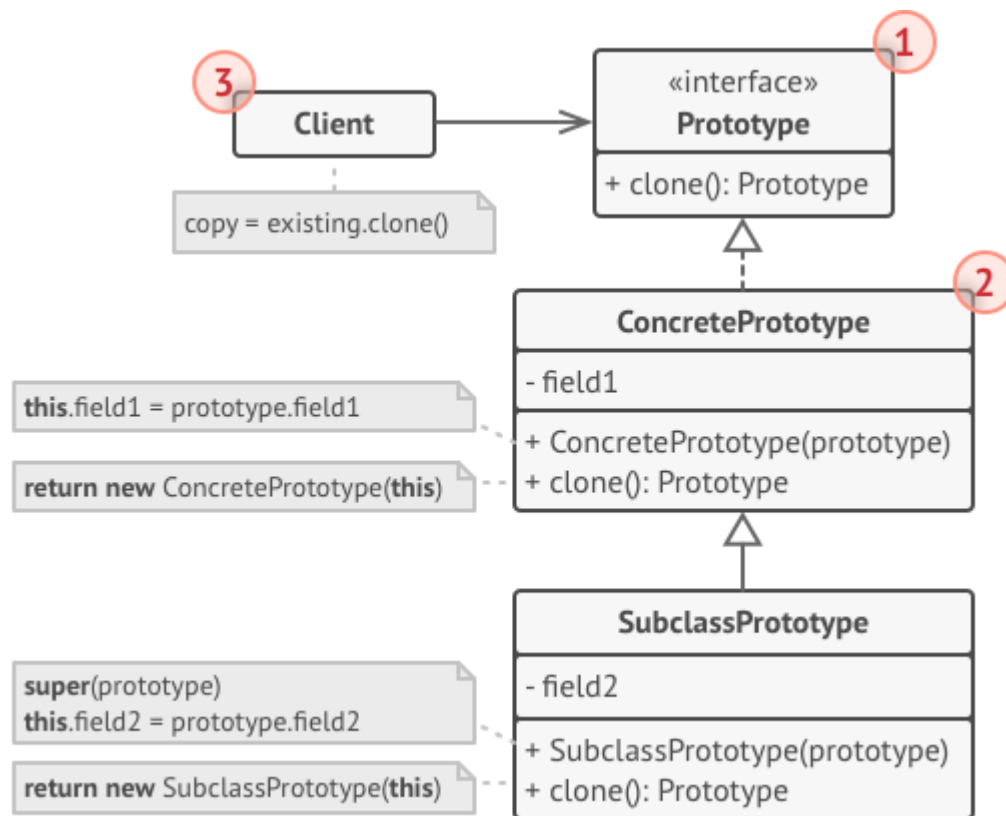 1
3
«interface»
Prototype
Client
+ clone(): Prototype
copy = existing.clone()
2
ConcretePrototype
- field1
this.field1 = prototype.field1
+ ConcretePrototype(prototype)
return new ConcretePrototype(this)
+ clone(): Prototype
SubclassPrototype
- field2
super(prototype)
this.field2 = prototype.field2
+ SubclassPrototype(prototype)
return new SubclassPrototype(this)
+ clone(): Prototype